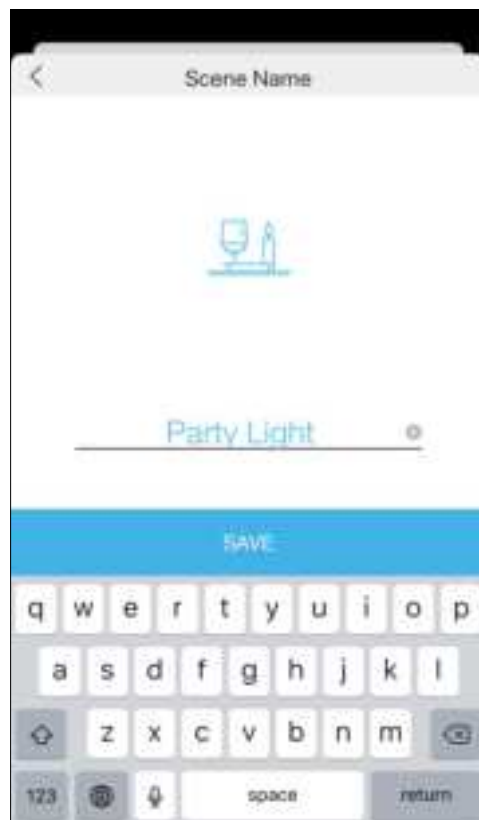 Scene Name
Party Light
SAVE
q w e r t y u i o p
a s d f g h j k l
z x c v b n m
123 space return